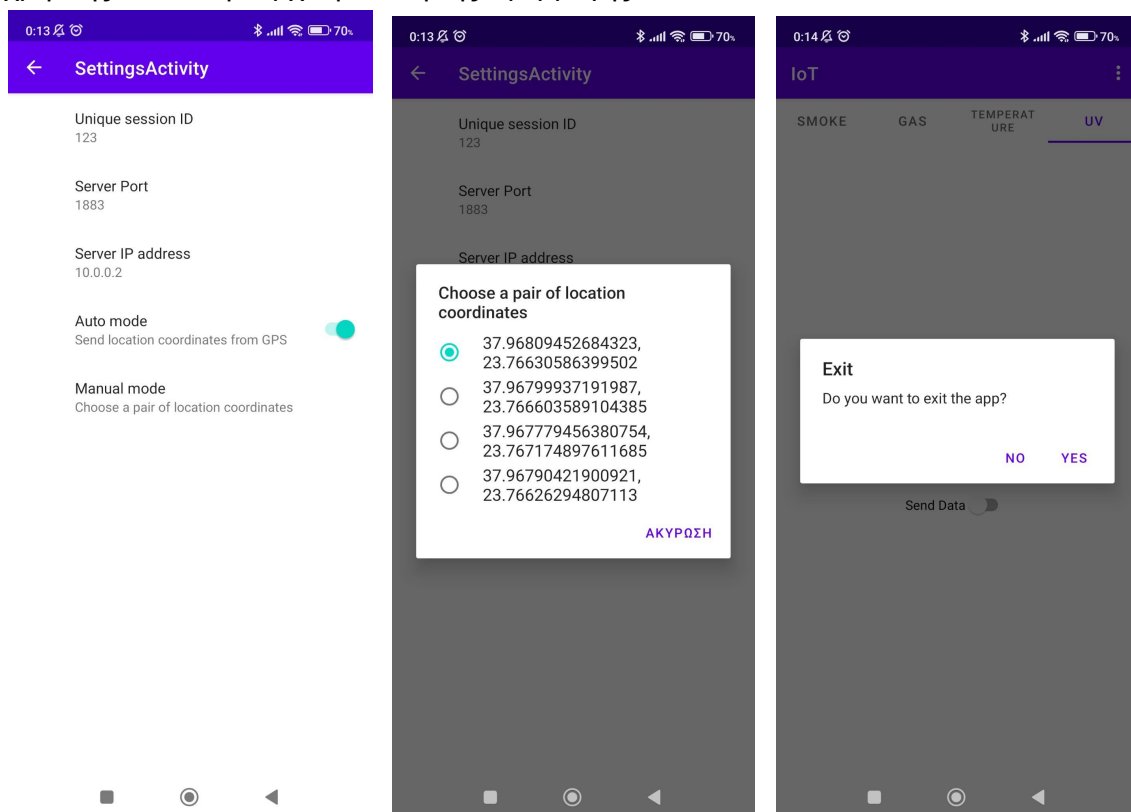 0:13
70%
SettingsActivity
Unique session ID
123
Server Port
1883
Server IP address
10.0.0.2
Auto mode
Send location coordinates from GPS
Manual mode
Choose a pair of location coordinates
0:13
70%
SettingsActivity
Unique session ID
123
Server Port
1883
Server IP address
Choose a pair of location
coordinates
37.96809452684323,
23.76630586399502
37.96799937191987,
23.766603589104385
37.967779456380754,
23.767174897611685
37.96790421900921,
23.76626294807113
ΑΚΥΡΩΣΗ
0:14
70%
IoT
SMOKE
GAS
TEMPERAT
URE
UV
Exit
Do you want to exit the app?
NO
YES
Send Data